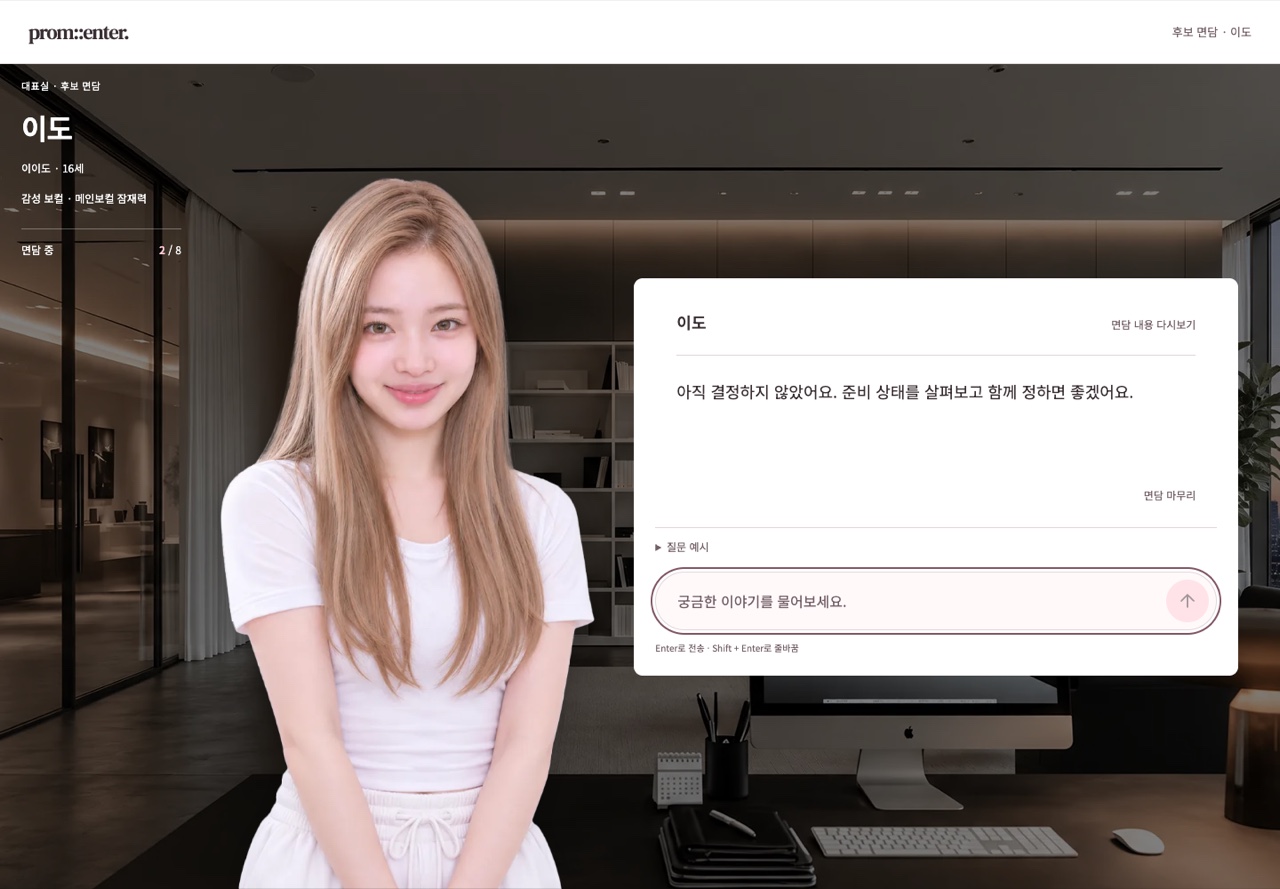 prom::enter.
후보 면담 · 이도
대표실 · 후보 면담
이도
이이도 · 16세
감성 보컬 · 메인보컬 잠재력
면담 중
2 / 8
이도
면담 내용 다시보기
아직 결정하지 않았어요. 준비 상태를 살펴보고 함께 정하면 좋겠어요.
면담 마무리
▶ 질문 예시
궁금한 이야기를 물어보세요.
Enter로 전송 · Shift + Enter로 줄바꿈